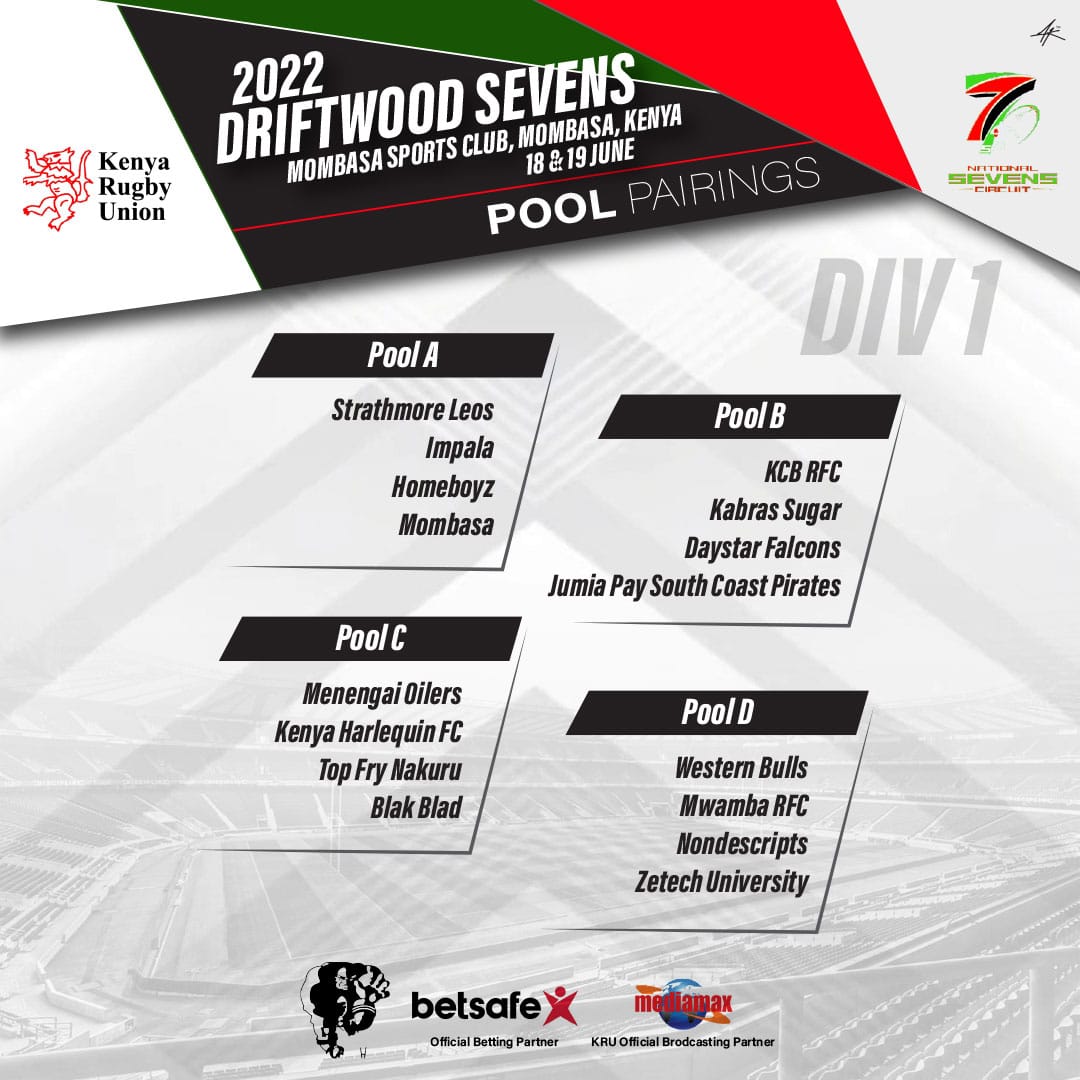 2022
DRIFTWOOD SEVENS
MOMBASA SPORTS CLUB, MOMBASA, KENYA
18 & 19 JUNE
POOL PAIRINGS
Kenya
Rugby
Union
7
NATIONAL
SEVENS
CIRCUIT
DIV 1
Pool A
Strathmore Leos
Impala
Homeboyz
Mombasa
Pool B
KCB RFC
Kabras Sugar
Daystar Falcons
Jumia Pay South Coast Pirates
Pool C
Menengai Oilers
Kenya Harlequin FC
Top Fry Nakuru
Blak Blad
Pool D
Western Bulls
Mwamba RFC
Nondescripts
Zetech University
betsafe
Official Betting Partner
mediamax
KRU Official Brodcasting Partner